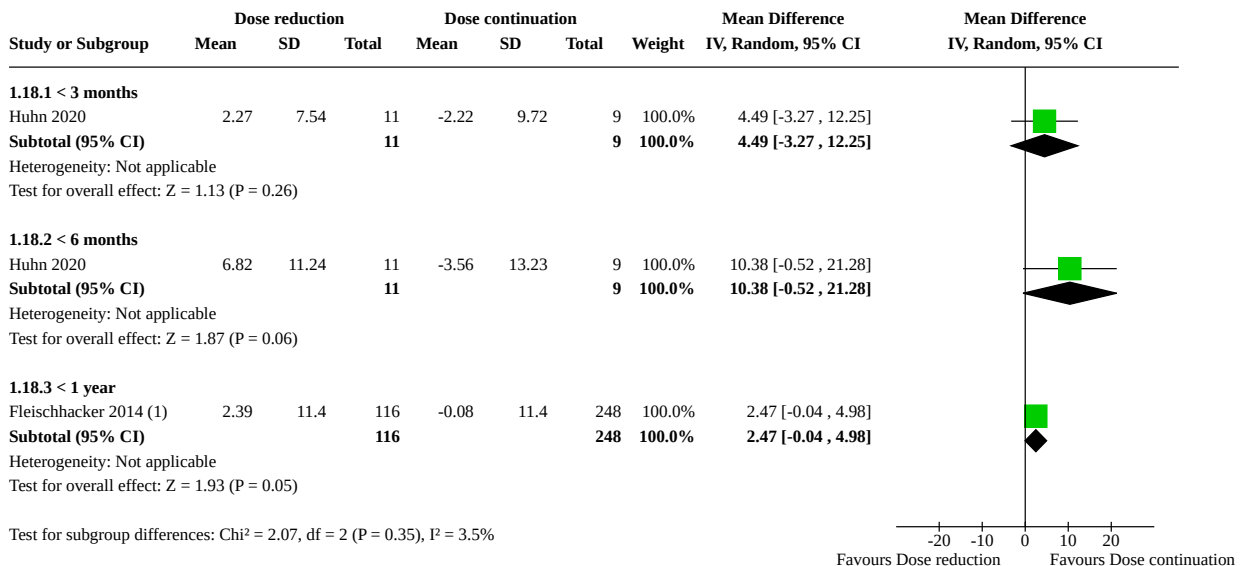 Dose reduction Dose continuation Mean Difference Mean Difference
Study or Subgroup Mean SD Total Mean SD Total Weight IV, Random, 95% CI IV, Random, 95% CI
1.18.1 < 3 months
Huhn 2020 2.27 7.54 11 -2.22 9.72 9 100.0% 4.49 [-3.27 , 12.25]
Subtotal (95% CI) 11 9 100.0% 4.49 [-3.27 , 12.25]
Heterogeneity: Not applicable
Test for overall effect: Z = 1.13 (P = 0.26)
1.18.2 < 6 months
Huhn 2020 6.82 11.24 11 -3.56 13.23 9 100.0% 10.38 [-0.52 , 21.28]
Subtotal (95% CI) 11 9 100.0% 10.38 [-0.52 , 21.28]
Heterogeneity: Not applicable
Test for overall effect: Z = 1.87 (P = 0.06)
1.18.3 < 1 year
Fleischhacker 2014 (1) 2.39 11.4 116 -0.08 11.4 248 100.0% 2.47 [-0.04 , 4.98]
Subtotal (95% CI) 116 248 100.0% 2.47 [-0.04 , 4.98]
Heterogeneity: Not applicable
Test for overall effect: Z = 1.93 (P = 0.05)
Test for subgroup differences: Chi² = 2.07, df = 2 (P = 0.35), I² = 3.5%
-20 -10 0 10 20
Favours Dose reduction Favours Dose continuation